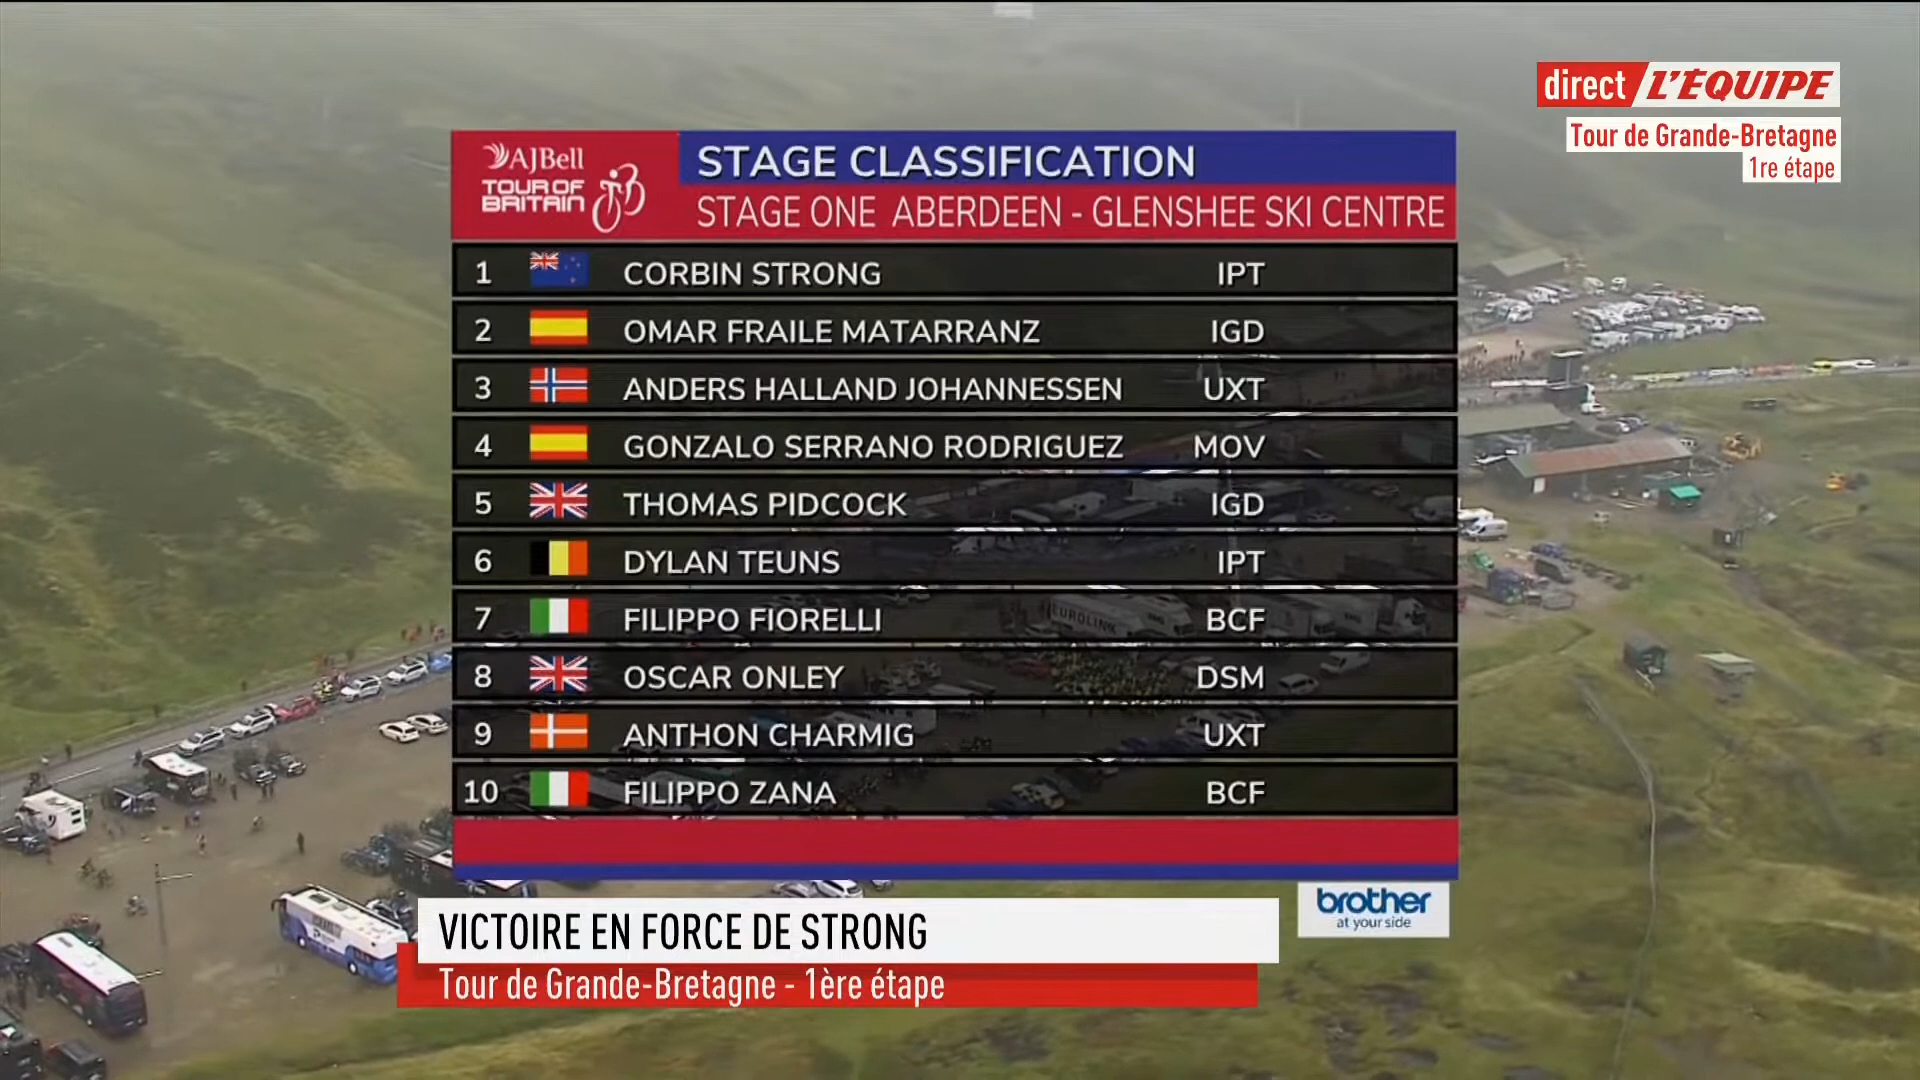 direct L'ÉQUIPE
Tour de Grande-Bretagne
1re étape
AJBell
TOUR OF
BRITAIN
STAGE CLASSIFICATION
STAGE ONE ABERDEEN - GLENSHEE SKI CENTRE
1 CORBIN STRONG IPT
2 OMAR FRAILE MATARRANZ IGD
3 ANDERS HALLAND JOHANNESSEN UXT
4 GONZALO SERRANO RODRIGUEZ MOV
5 THOMAS PIDCOCK IGD
6 DYLAN TEUNS IPT
7 FILIPPO FIORELLI BCF
8 OSCAR ONLEY DSM
9 ANTHON CHARMIG UXT
10 FILIPPO ZANA BCF
EUROLINK
brother
at your side
VICTOIRE EN FORCE DE STRONG
Tour de Grande-Bretagne - 1ère étape